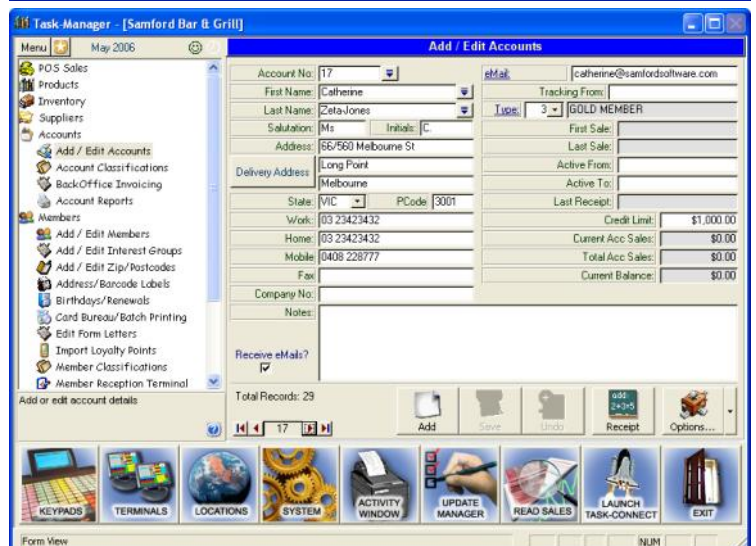 Task-Manager - [Samford Bar & Grill]
Menu May 2006
Add / Edit Accounts
POS Sales
Products
Inventory
Suppliers
Accounts
Add / Edit Accounts
Account Classifications
BackOffice Invoicing
Account Reports
Members
Add / Edit Members
Add / Edit Interest Groups
Add / Edit Zip/Postcodes
Address/Barcode Labels
Birthdays/Renewals
Card Bureau/Batch Printing
Edit Form Letters
Import Loyalty Points
Member Classifications
Member Reception Terminal
Add or edit account details
Account No: 17
First Name: Catherine
Last Name: Zeta-Jones
Salutation: Ms Initials: C.
Address: 66/560 Melbourne St
Delivery Address Long Point
Melbourne
State: VIC PCode: 3001
Work: 03 23423432
Home: 03 23423432
Mobile 0408 228777
Fax
Company No:
Notes:
Receive eMails?
eMail: catherine@samfordsoftware.com
Tracking From:
Type: 3 GOLD MEMBER
First Sale:
Last Sale:
Active From:
Active To:
Last Receipt:
Credit Limit: $1,000.00
Current Acc Sales: $0.00
Total Acc Sales: $0.00
Current Balance: $0.00
Total Records: 29
17
Add
Save
Undo
add:
2+3=5
Receipt
Options...
KEYPADS
TERMINALS
LOCATIONS
SYSTEM
ACTIVITY
WINDOW
UPDATE
MANAGER
READ SALES
LAUNCH
TASK-CONNECT
EXIT
Form View
NUM